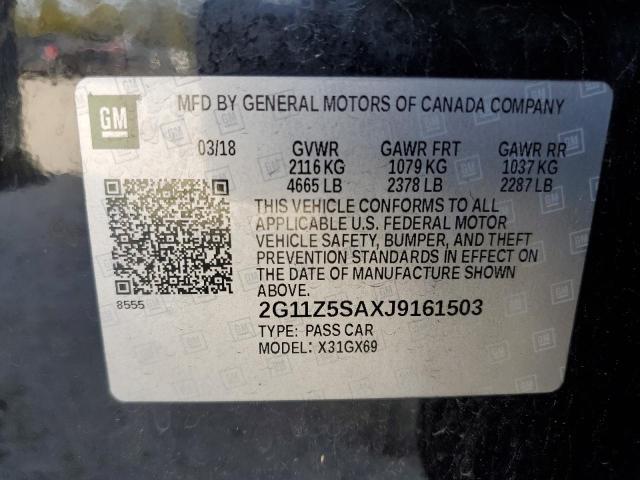 GM
MFD BY GENERAL MOTORS OF CANADA COMPANY
03/18 GVWR GAWR FRT GAWR RR
2116 KG 1079 KG 1037 KG
4665 LB 2378 LB 2287 LB
THIS VEHICLE CONFORMS TO ALL
APPLICABLE U.S. FEDERAL MOTOR
VEHICLE SAFETY, BUMPER, AND THEFT
PREVENTION STANDARDS IN EFFECT ON
THE DATE OF MANUFACTURE SHOWN
ABOVE.
8555
2G11Z5SAXJ9161503
TYPE: PASS CAR
MODEL: X31GX69